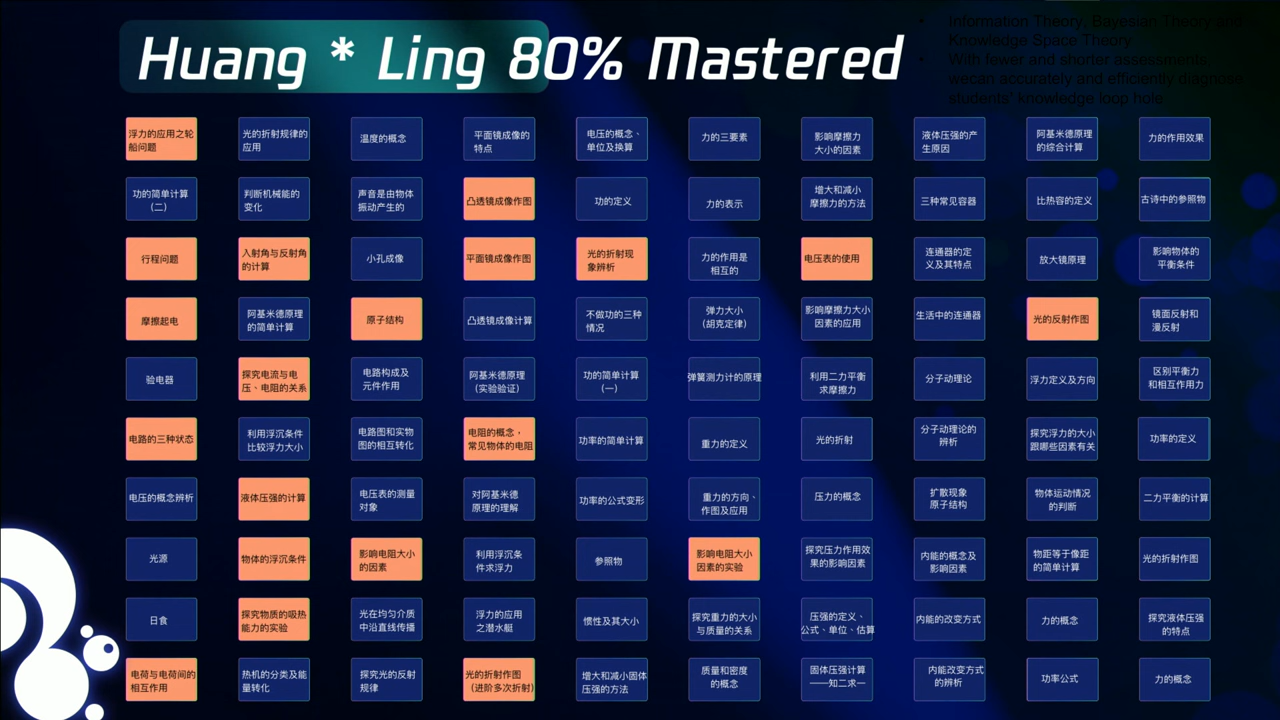 Huang * Ling 80% Mastered
• Information Theory, Bayesian Theory and
Knowledge Space Theory
• With fewer and shorter assessments,
wecan accurately and efficiently diagnose
students' knowledge loop hole
浮力的应用之轮
船问题
光的折射规律的
应用
温度的概念
平面镜成像的
特点
电压的概念、
单位及换算
力的三要素
影响摩擦力
大小的因素
液体压强的产
生原因
阿基米德原理
的综合计算
力的作用效果
功的简单计算
(二)
判断机械能的
变化
声音是由物体
振动产生的
凸透镜成像作图
功的定义
力的表示
增大和减小
摩擦力的方法
三种常见容器
比热容的定义
古诗中的参照物
行程问题
入射角与反射角
的计算
小孔成像
平面镜成像作图
光的折射现
象辨析
力的作用是
相互的
电压表的使用
连通器的定
义及其特点
放大镜原理
影响物体的
平衡条件
摩擦起电
阿基米德原理
的简单计算
原子结构
凸透镜成像计算
不做功的三种
情况
弹力大小
(胡克定律)
影响摩擦力大小
因素的应用
生活中的连通器
光的反射作图
镜面反射和
漫反射
验电器
探究电流与电
压、电阻的关系
电路构成及
元件作用
阿基米德原理
(实验验证)
功的简单计算
(一)
弹簧测力计的原理
利用二力平衡
求摩擦力
分子动理论
浮力定义及方向
区别平衡力
和相互作用力
电路的三种状态
利用浮沉条件
比较浮力大小
电路图和实物
图的相互转化
电阻的概念，
常见物体的电阻
功率的简单计算
重力的定义
光的折射
分子动理论的
辨析
探究浮力的大小
跟哪些因素有关
功率的定义
电压的概念辨析
液体压强的计算
电压表的测量
对象
对阿基米德
原理的理解
功率的公式变形
重力的方向、
作图及应用
压力的概念
扩散现象
原子结构
物体运动情况
的判断
二力平衡的计算
光源
物体的浮沉条件
影响电阻大小
的因素
利用浮沉条
件求浮力
参照物
影响电阻大小
因素的实验
探究压力作用效
果的影响因素
内能的概念及
影响因素
物距等于像距
的简单计算
光的折射作图
日食
探究物质的吸热
能力的实验
光在均匀介质
中沿直线传播
浮力的应用
之潜水艇
惯性及其大小
探究重力的大小
与质量的关系
压强的定义、
公式、单位、估算
内能的改变方式
力的概念
探究液体压强
的特点
电荷与电荷间的
相互作用
热机的分类及能
量转化
探究光的反射
规律
光的折射作图
(进阶多次折射)
增大和减小固体
压强的方法
质量和密度
的概念
固体压强计算
——知二求一
内能改变方式
的辨析
功率公式
力的概念